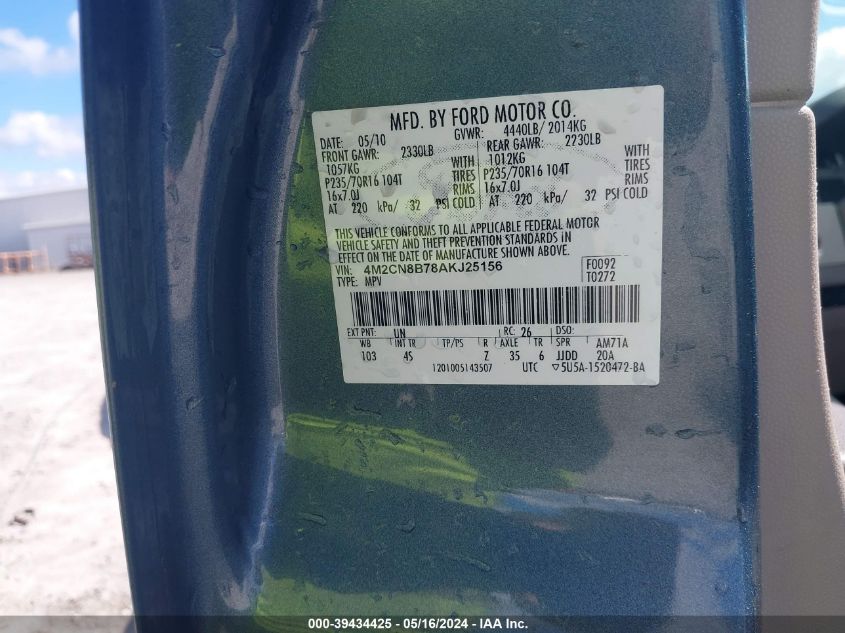 MFD. BY FORD MOTOR CO.
DATE: 05/10 GVWR: 4440LB/ 2014KG
FRONT GAWR: 2330LB REAR GAWR: 2230LB
1057KG WITH 1012KG WITH
P235/70R16 104T TIRES P235/70R16 104T TIRES
16x7.0J RIMS 16x7.0J RIMS
AT 220 kPa/ 32 PSI COLD AT 220 kPa/ 32 PSI COLD
THIS VEHICLE CONFORMS TO ALL APPLICABLE FEDERAL MOTOR
VEHICLE SAFETY AND THEFT PREVENTION STANDARDS IN
EFFECT ON THE DATE OF MANUFACTURE SHOWN ABOVE.
VIN: 4M2CN8B78AKJ25156 F0092
TYPE: MPV T0272
EXT PNT: UN RC: 26 DSO:
WB INT TR TP/PS R AXLE TR SPR AM71A
103 4S Z 35 6 JJDD 20A
1201005143507 UTC ▽5U5A-1520472-BA
000-39434425 - 05/16/2024 - IAA Inc.